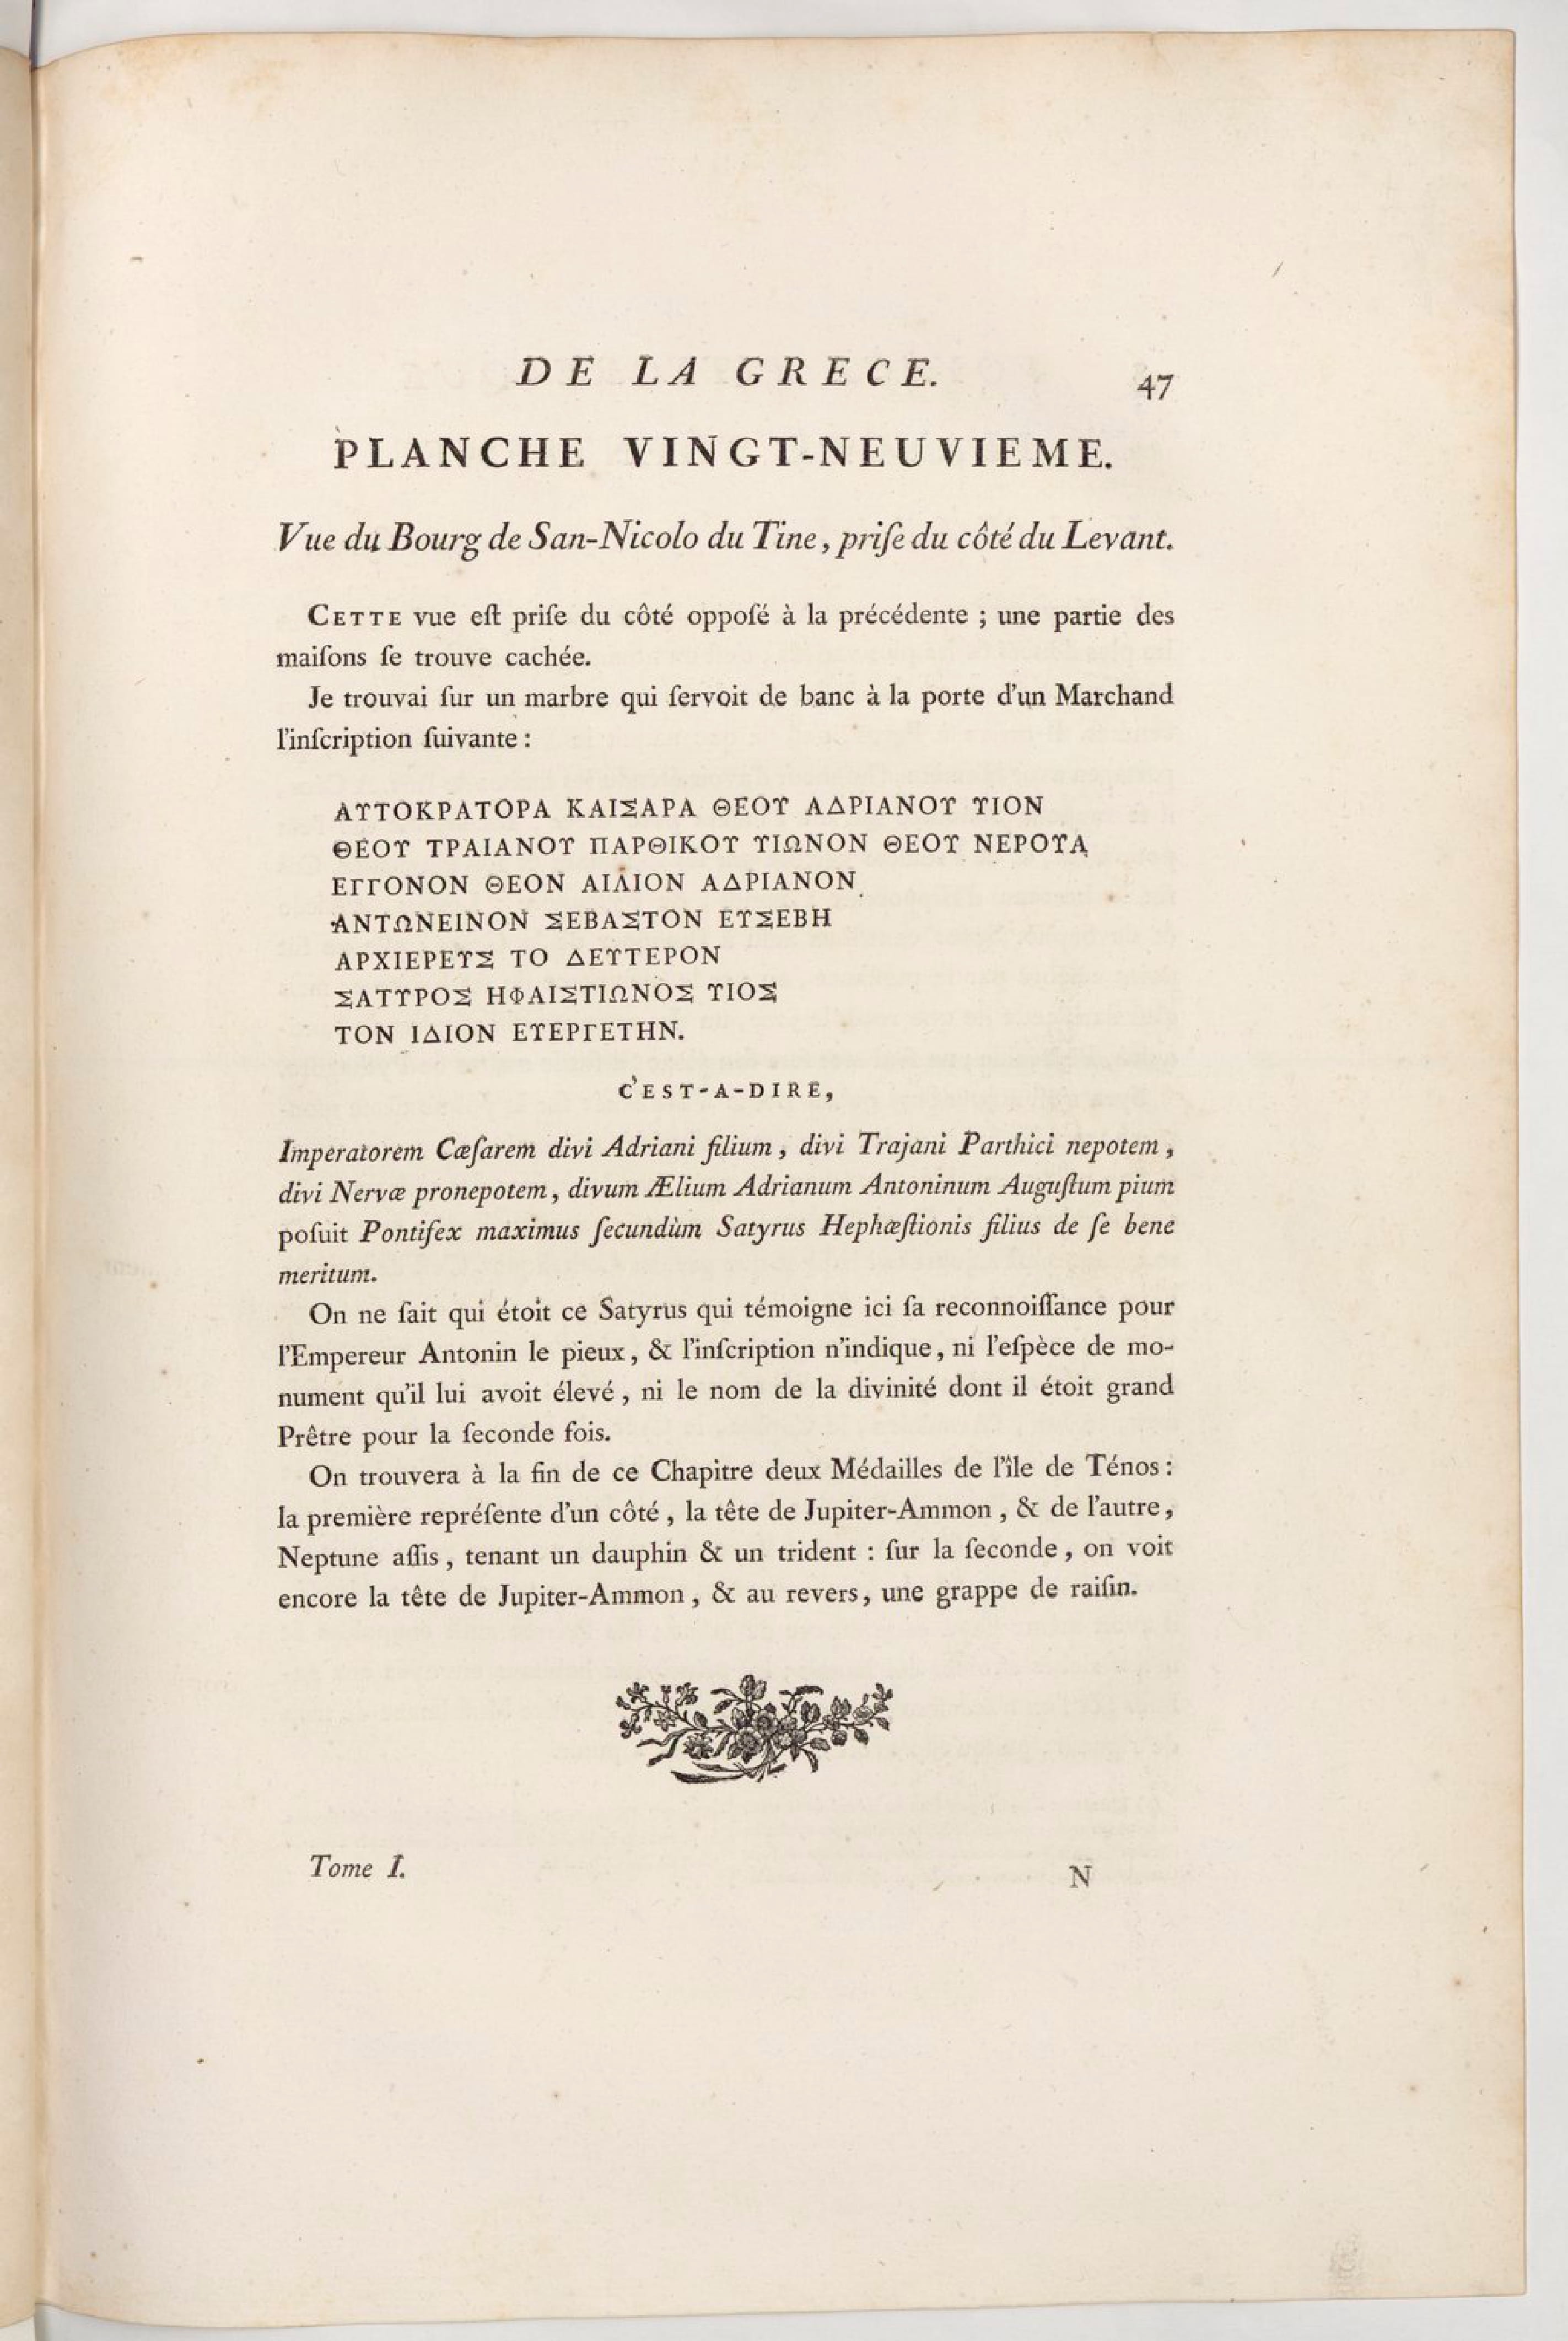 DE LA GRECE. 47
PLANCHE VINGT-NEUVIEME.
Vue du Bourg de San-Nicolo du Tine, priſe du côté du Levant.
CETTE vue eſt priſe du côté oppoſé à la précédente ; une partie des
maiſons ſe trouve cachée.
Je trouvai ſur un marbre qui ſervoit de banc à la porte d'un Marchand
l'inſcription ſuivante :
ΑΥΤΟΚΡΑΤΟΡΑ ΚΑΙΣΑΡΑ ΘΕΟΥ ΑΔΡΙΑΝΟΥ ΥΙΟΝ
ΘΕΟΥ ΤΡΑΙΑΝΟΥ ΠΑΡΘΙΚΟΥ ΥΙΩΝΟΝ ΘΕΟΥ ΝΕΡΟΥΑ
ΕΓΓΟΝΟΝ ΘΕΟΝ ΑΙΛΙΟΝ ΑΔΡΙΑΝΟΝ
ΑΝΤΩΝΕΙΝΟΝ ΣΕΒΑΣΤΟΝ ΕΥΣΕΒΗ
ΑΡΧΙΕΡΕΥΣ ΤΟ ΔΕΥΤΕΡΟΝ
ΣΑΤΥΡΟΣ ΗΦΑΙΣΤΙΩΝΟΣ ΥΙΟΣ
ΤΟΝ ΙΔΙΟΝ ΕΥΕΡΓΕΤΗΝ.
C'EST-A-DIRE,
Imperatorem Cæſarem divi Adriani filium, divi Trajani Parthici nepotem,
divi Nervæ pronepotem, divum Ælium Adrianum Antoninum Auguſtum pium
poſuit Pontifex maximus ſecundùm Satyrus Hephæſtionis filius de ſe bene
meritum.
On ne ſait qui étoit ce Satyrus qui témoigne ici ſa reconnoiſſance pour
l'Empereur Antonin le pieux, & l'inſcription n'indique, ni l'eſpèce de mo-
nument qu'il lui avoit élevé, ni le nom de la divinité dont il étoit grand
Prêtre pour la ſeconde fois.
On trouvera à la fin de ce Chapitre deux Médailles de l'île de Ténos :
la première repréſente d'un côté, la tête de Jupiter-Ammon, & de l'autre,
Neptune aſſis, tenant un dauphin & un trident : ſur la ſeconde, on voit
encore la tête de Jupiter-Ammon, & au revers, une grappe de raiſin.
Tome I. N